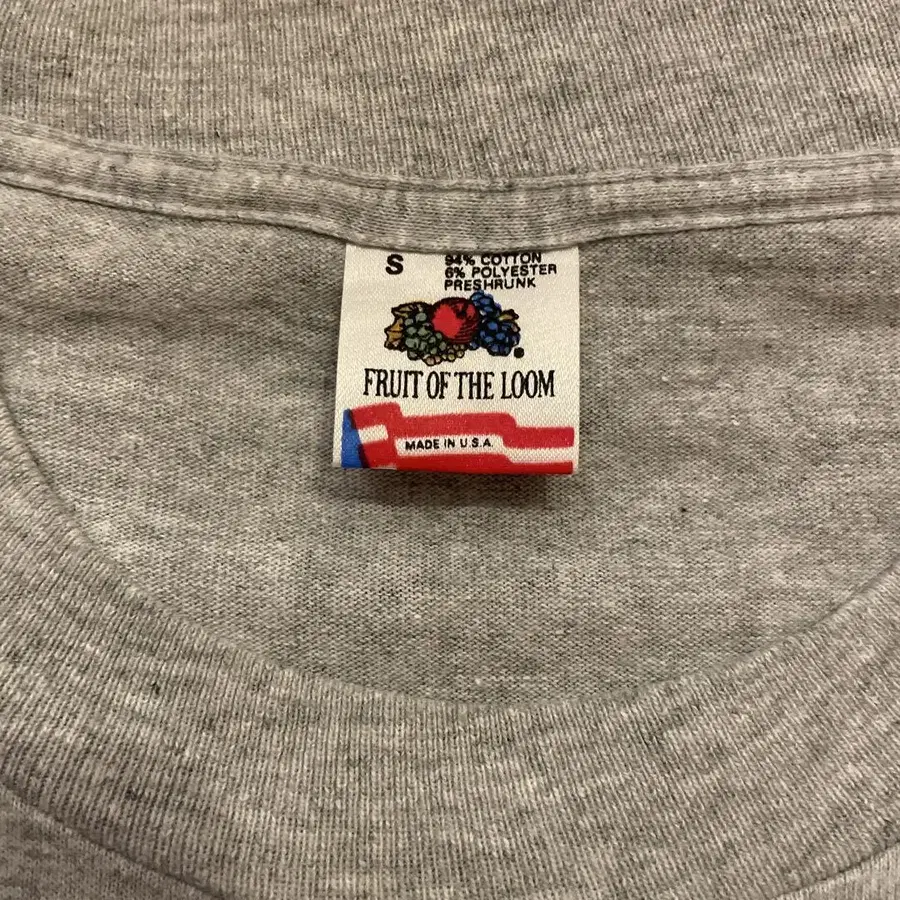 S
94% COTTON
6% POLYESTER
PRESHRUNK
FRUIT OF THE LOOM
MADE IN U.S.A.